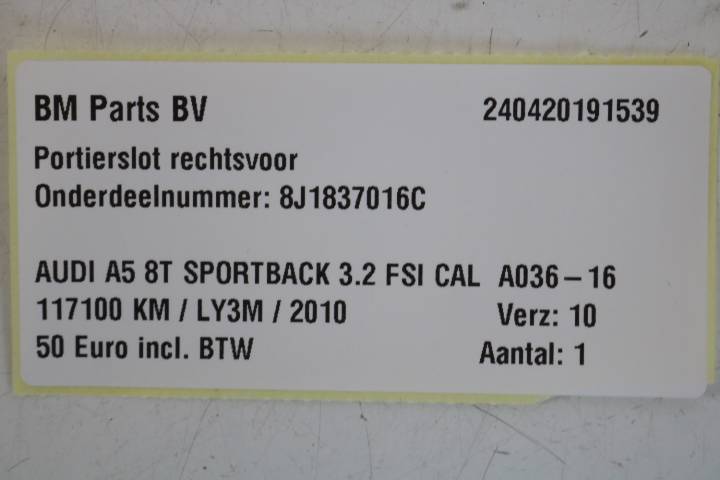 BM Parts BV 240420191539
Portierslot rechtsvoor
Onderdeelnummer: 8J1837016C
AUDI A5 8T SPORTBACK 3.2 FSI CAL A036-16
117100 KM / LY3M / 2010 Verz: 10
50 Euro incl. BTW Aantal: 1